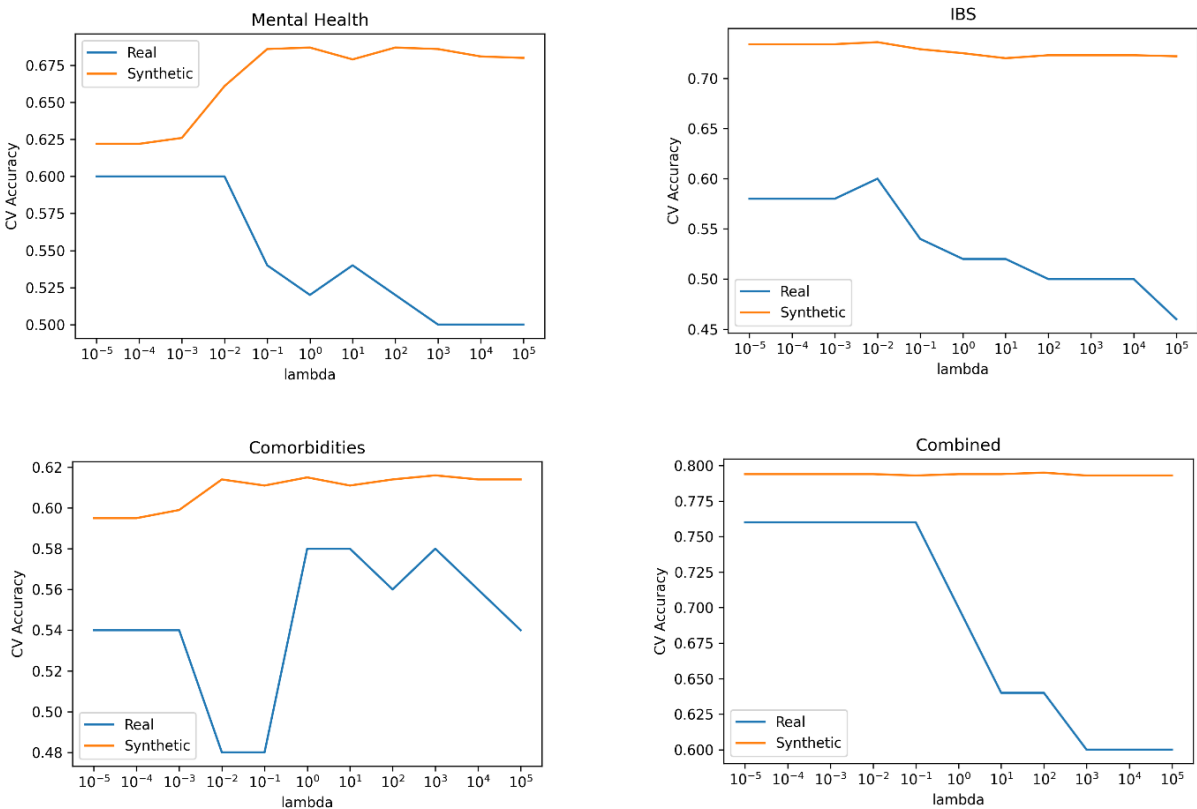 Mental Health
Real
Synthetic
0.675
0.650
0.625
0.600
0.575
0.550
0.525
0.500
CV Accuracy
10⁻⁵ 10⁻⁴ 10⁻³ 10⁻² 10⁻¹ 10⁰ 10¹ 10² 10³ 10⁴ 10⁵
lambda
IBS
0.70
0.65
0.60
0.55
0.50
0.45
CV Accuracy
Real
Synthetic
10⁻⁵ 10⁻⁴ 10⁻³ 10⁻² 10⁻¹ 10⁰ 10¹ 10² 10³ 10⁴ 10⁵
lambda
Comorbidities
0.62
0.60
0.58
0.56
0.54
0.52
0.50
0.48
CV Accuracy
Real
Synthetic
10⁻⁵ 10⁻⁴ 10⁻³ 10⁻² 10⁻¹ 10⁰ 10¹ 10² 10³ 10⁴ 10⁵
lambda
Combined
0.800
0.775
0.750
0.725
0.700
0.675
0.650
0.625
0.600
CV Accuracy
Real
Synthetic
10⁻⁵ 10⁻⁴ 10⁻³ 10⁻² 10⁻¹ 10⁰ 10¹ 10² 10³ 10⁴ 10⁵
lambda